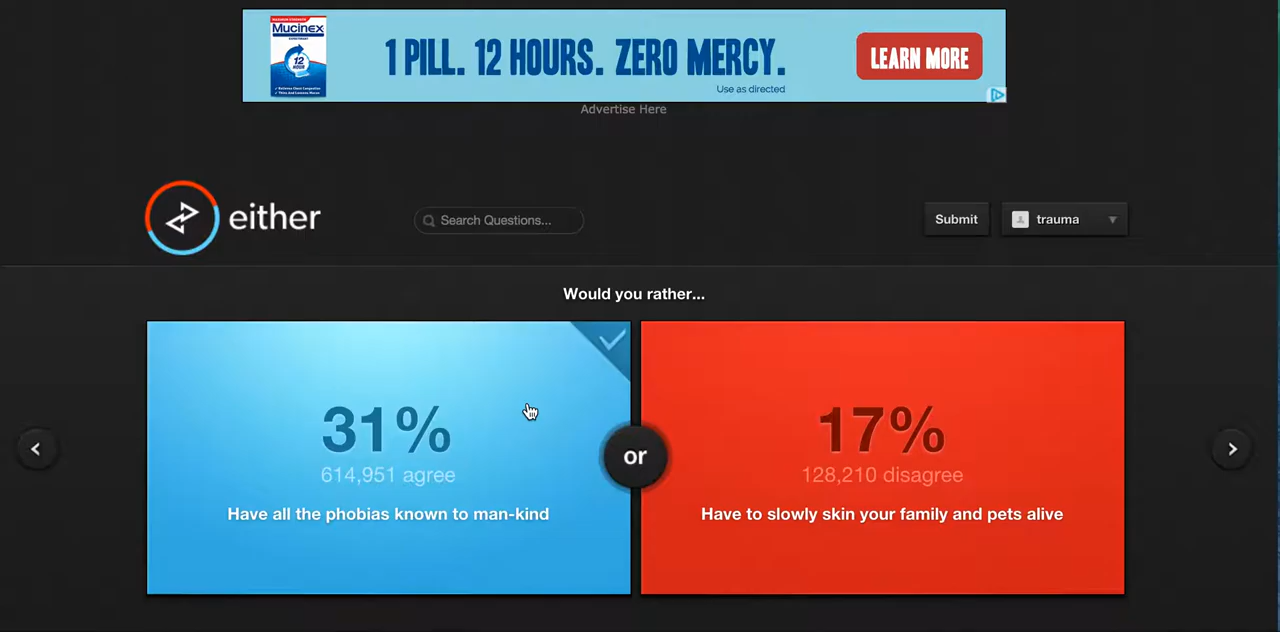 Mucinex
12
HOUR
1 PILL. 12 HOURS. ZERO MERCY.
Use as directed
LEARN MORE
Advertise Here
either
Search Questions...
Submit
trauma
Would you rather...
31%
614,951 agree
Have all the phobias known to man-kind
or
17%
128,210 disagree
Have to slowly skin your family and pets alive